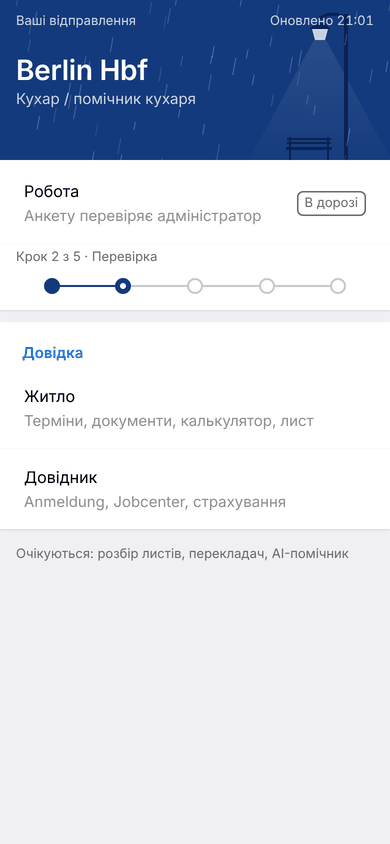 Ваші відправлення
Оновлено 21:01
Berlin Hbf
Кухар / помічник кухаря
Робота
Анкету перевіряє адміністратор
В дорозі
Крок 2 з 5 · Перевірка
Довідка
Житло
Терміни, документи, калькулятор, лист
Довідник
Anmeldung, Jobcenter, страхування
Очікуються: розбір листів, перекладач, AI-помічник